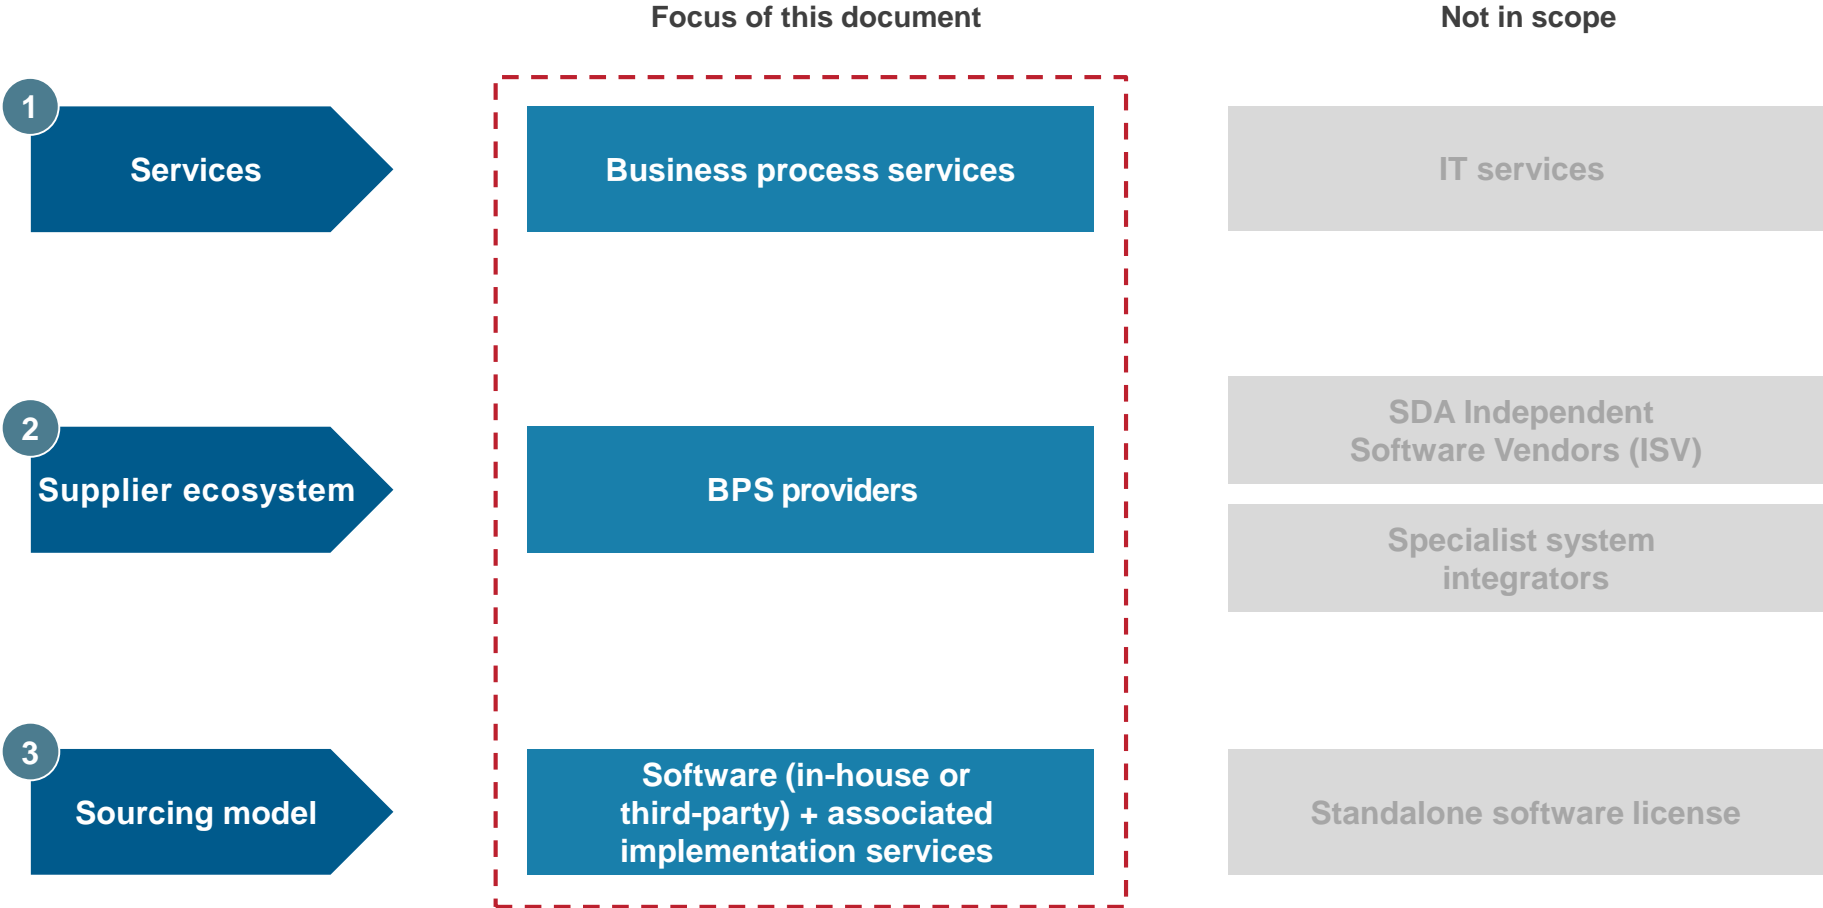 Focus of this document
Not in scope
1
Services
Business process services
IT services
2
Supplier ecosystem
BPS providers
SDA Independent
Software Vendors (ISV)
Specialist system
integrators
3
Sourcing model
Software (in-house or
third-party) + associated
implementation services
Standalone software license